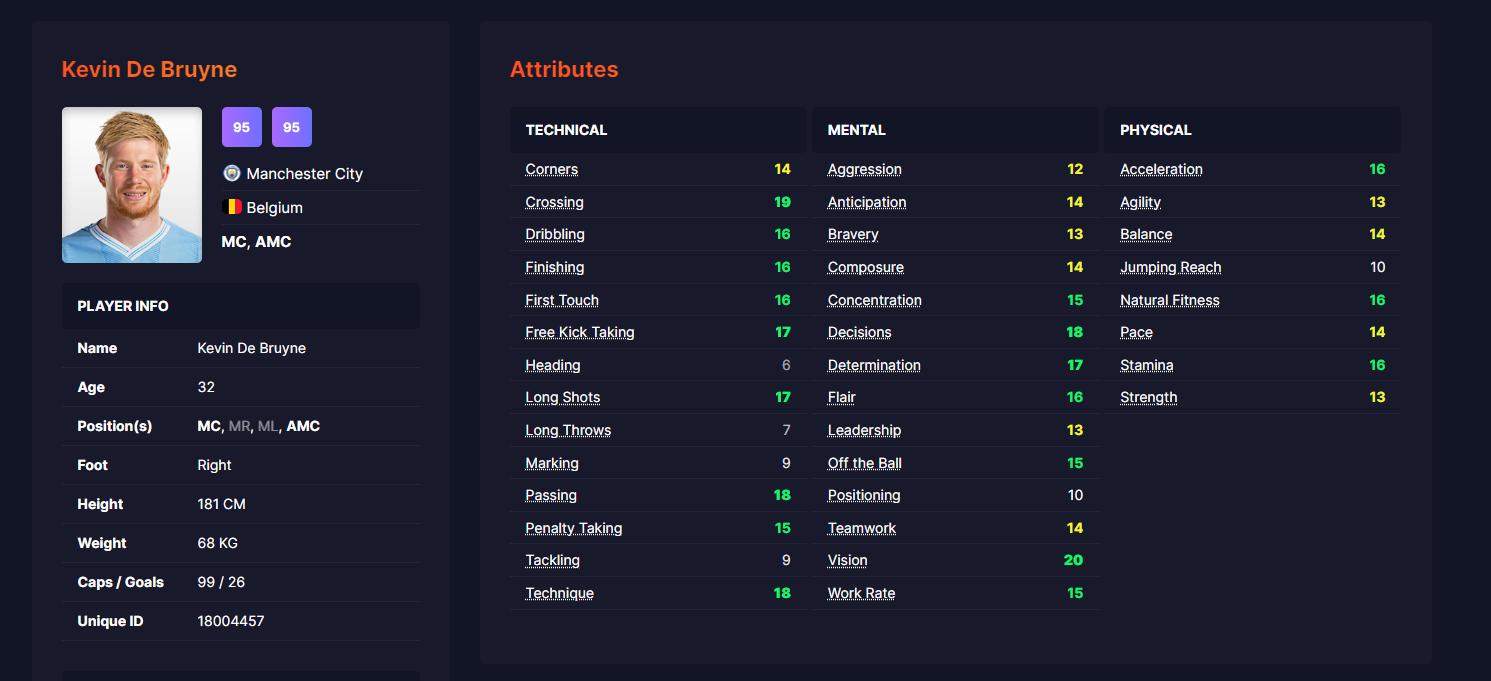 Kevin De Bruyne
95 95
Manchester City
Belgium
MC, AMC
PLAYER INFO
Name Kevin De Bruyne
Age 32
Position(s) MC, MR, ML, AMC
Foot Right
Height 181 CM
Weight 68 KG
Caps / Goals 99 / 26
Unique ID 18004457
Attributes
TECHNICAL
Corners 14
Crossing 19
Dribbling 16
Finishing 16
First Touch 16
Free Kick Taking 17
Heading 6
Long Shots 17
Long Throws 7
Marking 9
Passing 18
Penalty Taking 15
Tackling 9
Technique 18
MENTAL
Aggression 12
Anticipation 14
Bravery 13
Composure 14
Concentration 15
Decisions 18
Determination 17
Flair 16
Leadership 13
Off the Ball 15
Positioning 10
Teamwork 14
Vision 20
Work Rate 15
PHYSICAL
Acceleration 16
Agility 13
Balance 14
Jumping Reach 10
Natural Fitness 16
Pace 14
Stamina 16
Strength 13